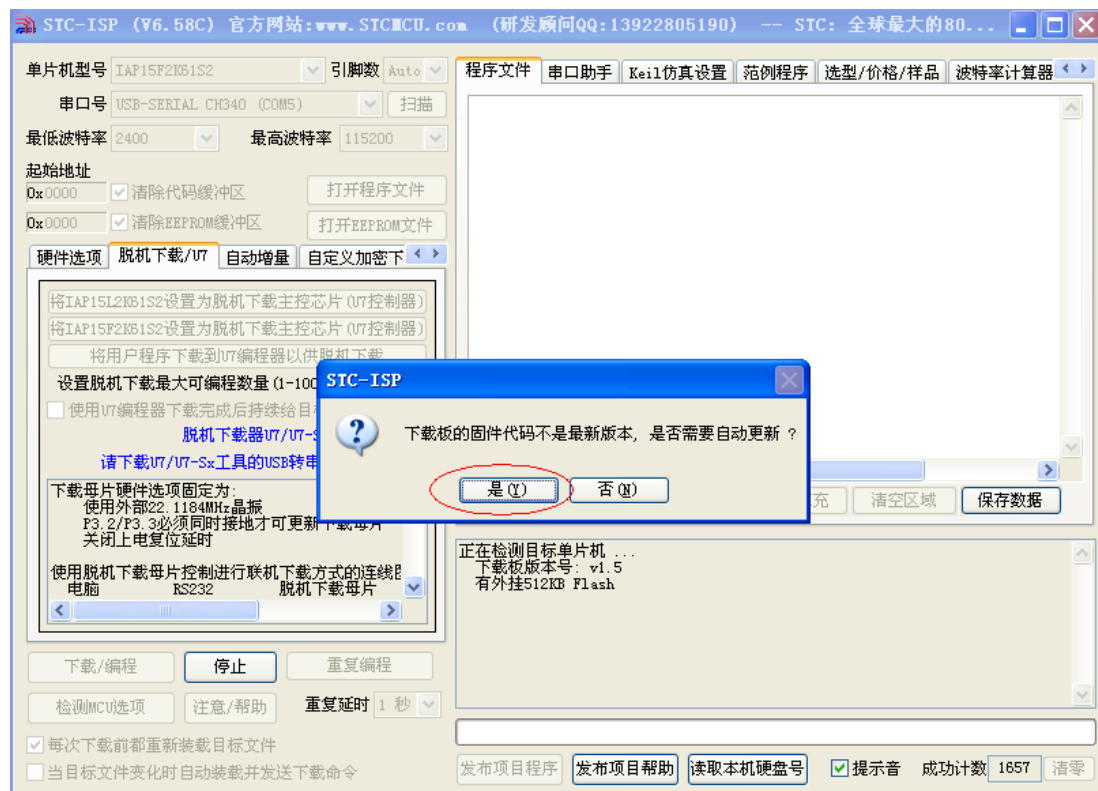 STC-ISP (V6.58C) 官方网站:www.STCMCU.com (研发顾问QQ:13922805190) -- STC: 全球最大的80...
单片机型号 IAP15F2K61S2 引脚数 Auto
串口号 USB-SERIAL CH340 (COM5) 扫描
最低波特率 2400 最高波特率 115200
起始地址
0x0000 清除代码缓冲区 打开程序文件
0x0000 清除EEPROM缓冲区 打开EEPROM文件
硬件选项 脱机下载/U7 自动增量 自定义加密下
将IAP15L2K61S2设置为脱机下载主控芯片(U7控制器)
将IAP15F2K61S2设置为脱机下载主控芯片(U7控制器)
将用户程序下载到U7编程器以供脱机下载
设置脱机下载最大可编程数量(1-100
使用U7编程器下载完成后持续给目
脱机下载器U7/U7-S
请下载U7/U7-Sx工具的USB转串
下载母片硬件选项固定为:
使用外部22.1184MHz晶振
P3.2/P3.3必须同时接地才可更新下载母片
关闭上电复位延时
使用脱机下载母片控制进行联机下载方式的连线
电脑 RS232 脱机下载母片
下载/编程 停止 重复编程
检测MCU选项 注意/帮助 重复延时 1 秒
每次下载前都重新装载目标文件
当目标文件变化时自动装载并发送下载命令
程序文件 串口助手 Keil仿真设置 范例程序 选型/价格/样品 波特率计算器
STC-ISP
下载板的固件代码不是最新版本, 是否需要自动更新 ?
是(Y) 否(N)
充 清空区域 保存数据
正在检测目标单片机 ...
下载板版本号: v1.5
有外挂512KB Flash
发布项目程序 发布项目帮助 读取本机硬盘号 提示音 成功计数 1657 清零